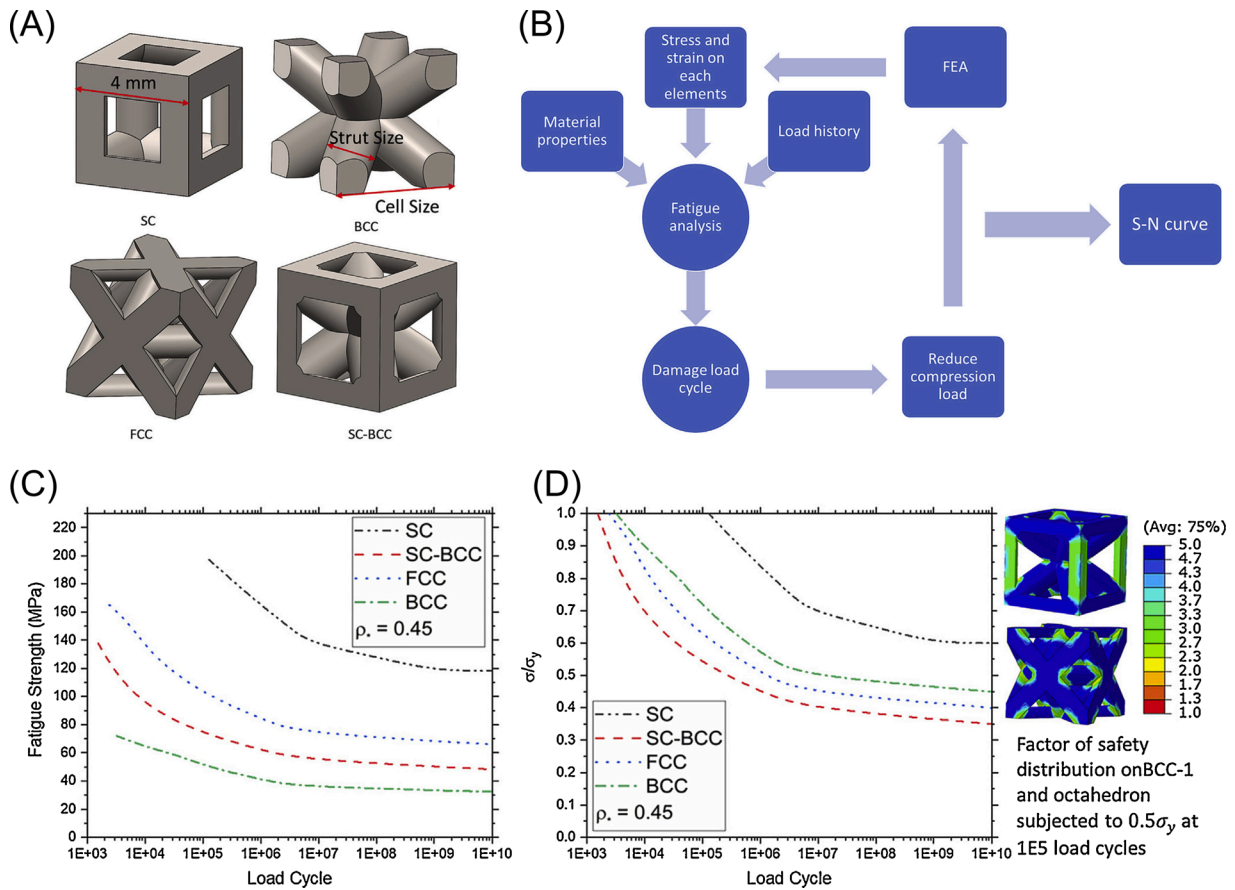 (A)
4 mm
SC
Strut Size
Cell Size
BCC
FCC
SC-BCC
(B)
Stress and
strain on
each
elements
FEA
Material
properties
Load history
Fatigue
analysis
S-N curve
Damage load
cycle
Reduce
compression
load
(C)
Fatigue Strength (MPa)
220
200
180
160
140
120
100
80
60
40
20
0
SC
SC-BCC
FCC
BCC
ρ* = 0.45
1E+03 1E+04 1E+05 1E+06 1E+07 1E+08 1E+09 1E+10
Load Cycle
(D)
σ/σy
1.0
0.9
0.8
0.7
0.6
0.5
0.4
0.3
0.2
0.1
0.0
SC
SC-BCC
FCC
BCC
ρ* = 0.45
1E+03 1E+04 1E+05 1E+06 1E+07 1E+08 1E+09 1E+10
Load Cycle
(Avg: 75%)
5.0
4.7
4.3
4.0
3.7
3.3
3.0
2.7
2.3
2.0
1.7
1.3
1.0
Factor of safety
distribution onBCC-1
and octahedron
subjected to 0.5σy at
1E5 load cycles